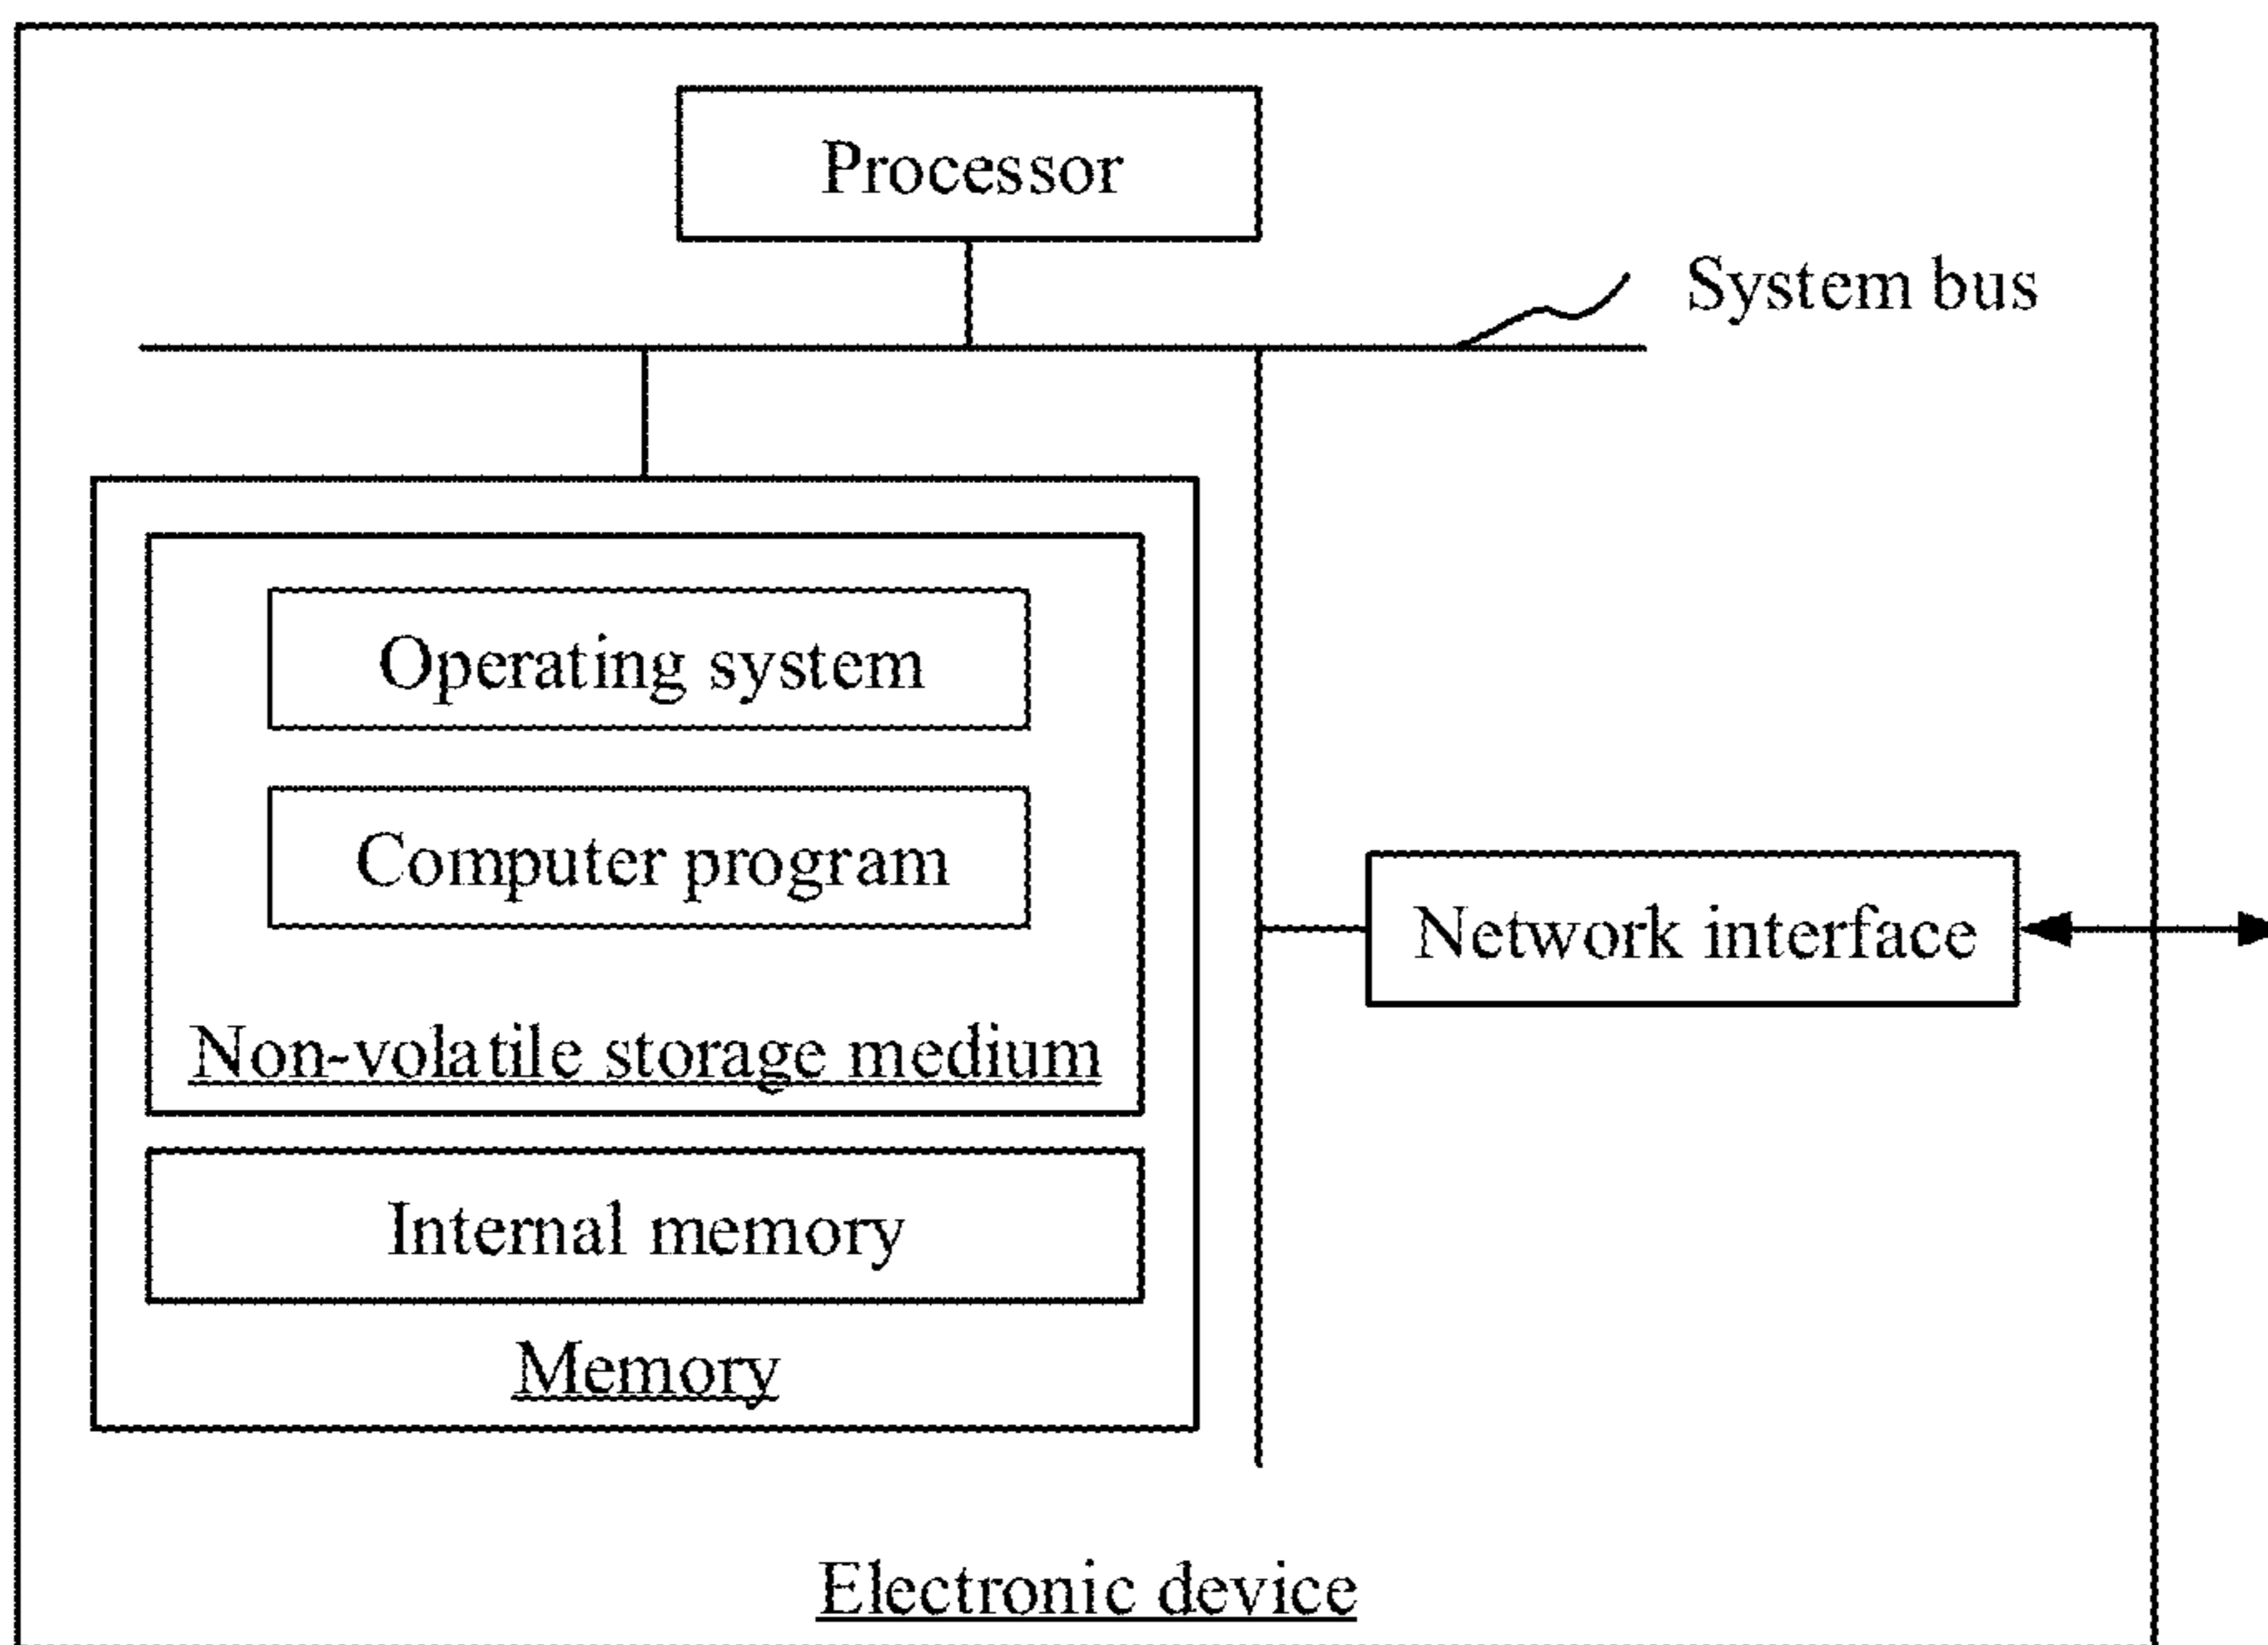 Processor
System bus
Operating system
Computer program
Network interface
Non-volatile storage medium
Internal memory
Memory
Electronic device